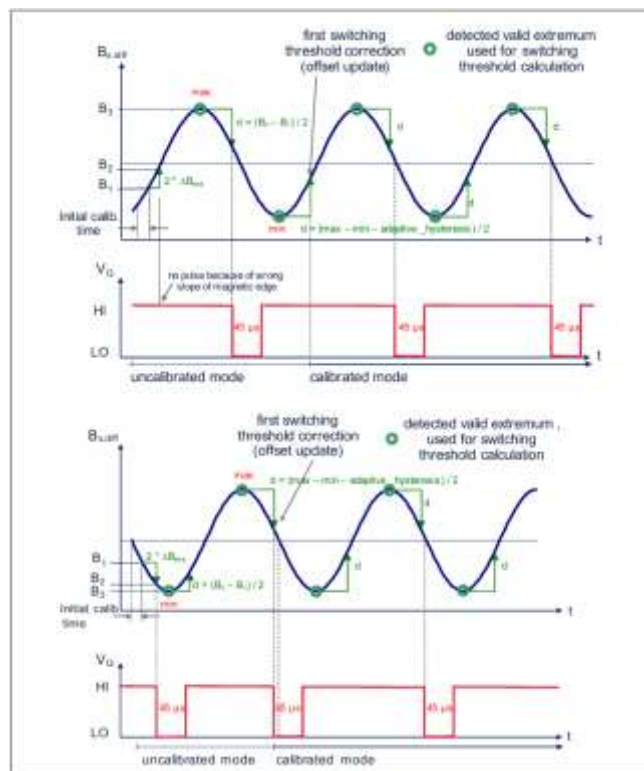 first switching
threshold correction
(offset update)
detected valid extremum
used for switching
threshold calculation
B_x,diff
max
B3
d = (B3 – B1) / 2
d
d
B2
B1
2 * ΔB
d
Initial calib.
time
min
d = (max – min – adaptive_hysteresis) / 2
t
VQ
no pulse because of wrong
slope of magnetic edge
HI
45 µs
45 µs
45 µs
LO
t
uncalibrated mode
calibrated mode
first switching
threshold correction
(offset update)
detected valid extremum ,
used for switching
threshold calculation
max
d = (max – min – adaptive_hysteresis) / 2
d
B1
2 * ΔB
B2
B3
d
d
Initial calib.
time
min
t
VQ
HI
45 µs
45 µs
45 µs
LO
t
uncalibrated mode
calibrated mode